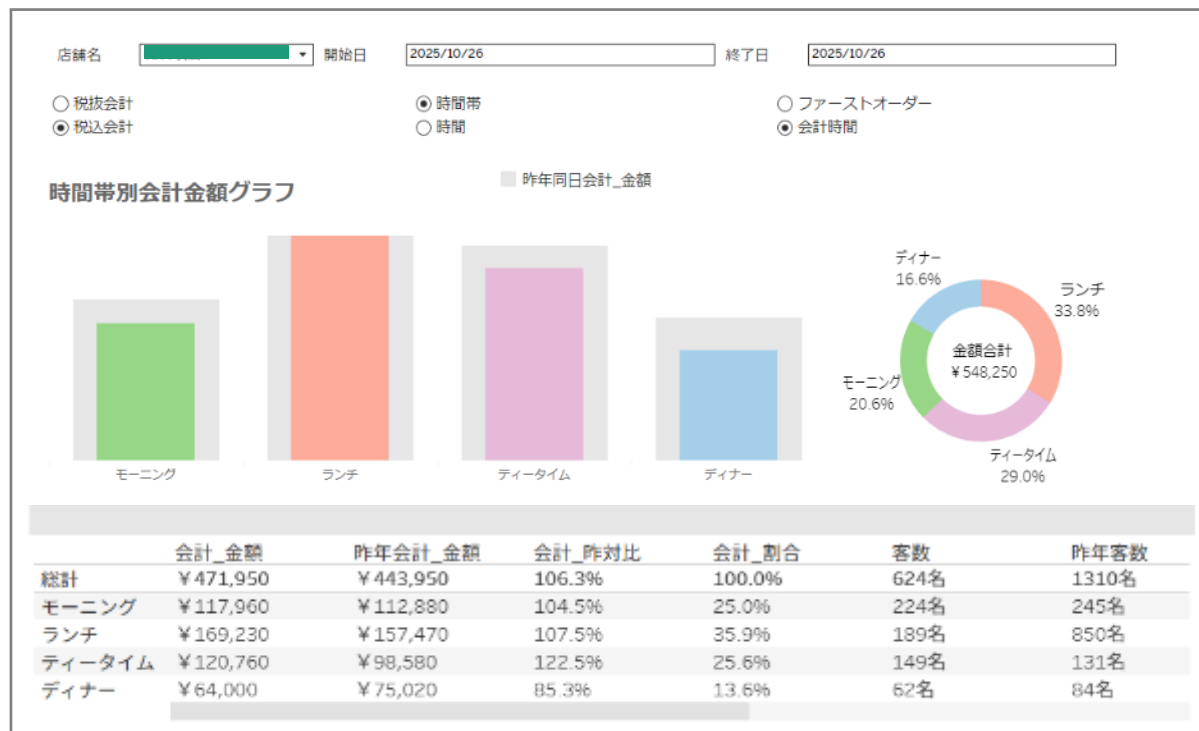 店舗名 開始日 2025/10/26 終了日 2025/10/26
税抜会計 時間帯 ファーストオーダー
税込会計 時間 会計時間
時間帯別会計金額グラフ
昨年同日会計_金額
モーニング ランチ ティータイム ディナー
ディナー
16.6%
ランチ
33.8%
金額合計
¥548,250
モーニング
20.6%
ティータイム
29.0%
会計_金額 昨年会計_金額 会計_昨対比 会計_割合 客数 昨年客数
総計 ¥471,950 ¥443,950 106.3% 100.0% 624名 1310名
モーニング ¥117,960 ¥112,880 104.5% 25.0% 224名 245名
ランチ ¥169,230 ¥157,470 107.5% 35.9% 189名 850名
ティータイム ¥120,760 ¥98,580 122.5% 25.6% 149名 131名
ディナー ¥64,000 ¥75,020 85.3% 13.6% 62名 84名